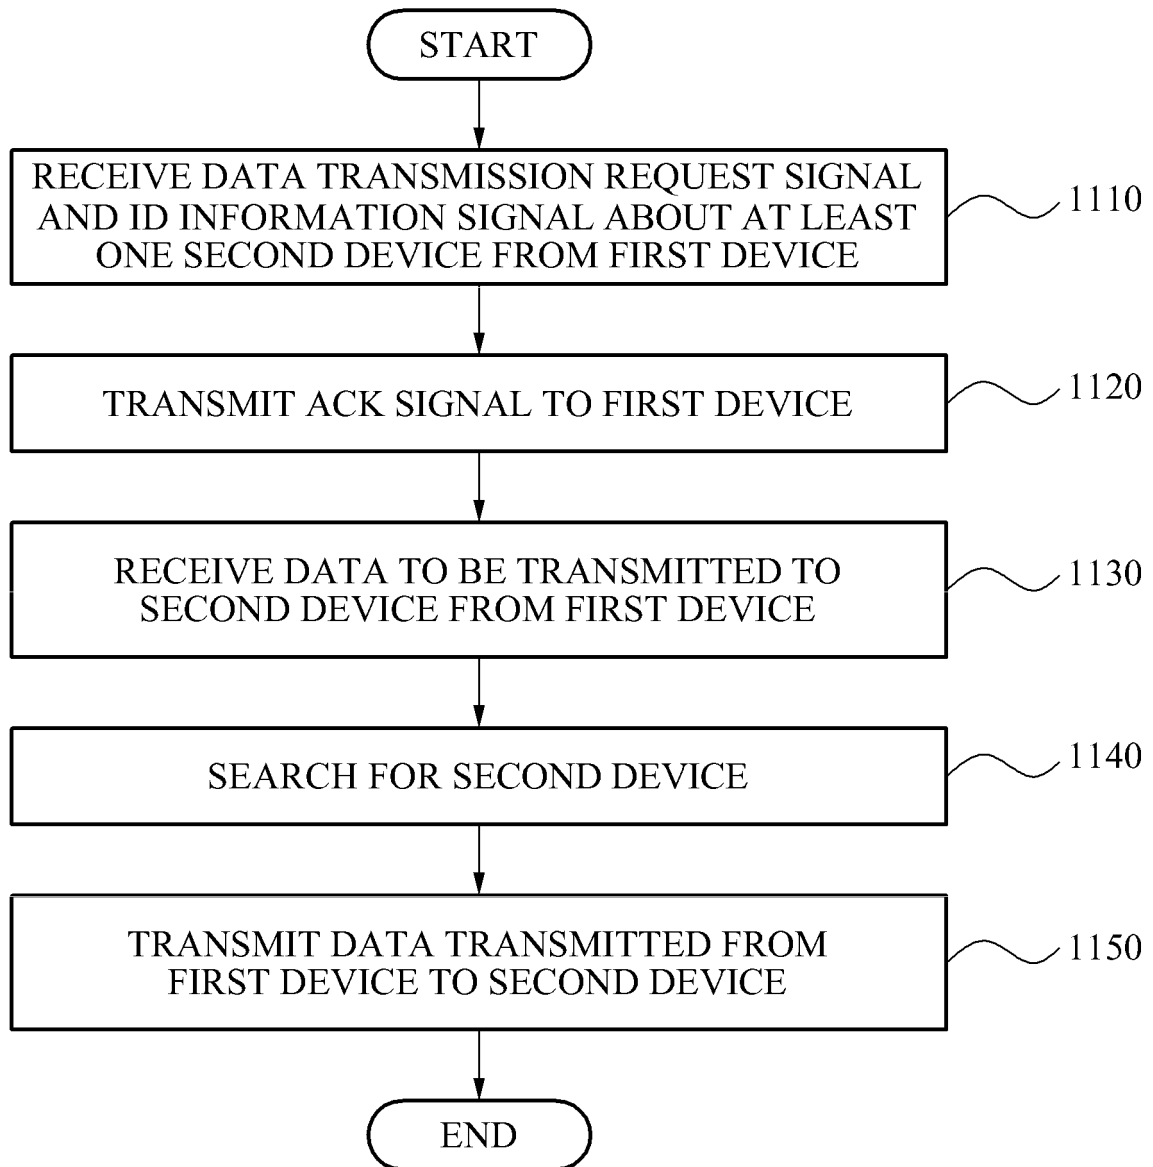 START
RECEIVE DATA TRANSMISSION REQUEST SIGNAL
AND ID INFORMATION SIGNAL ABOUT AT LEAST
ONE SECOND DEVICE FROM FIRST DEVICE
1110
TRANSMIT ACK SIGNAL TO FIRST DEVICE
1120
RECEIVE DATA TO BE TRANSMITTED TO
SECOND DEVICE FROM FIRST DEVICE
1130
SEARCH FOR SECOND DEVICE
1140
TRANSMIT DATA TRANSMITTED FROM
FIRST DEVICE TO SECOND DEVICE
1150
END